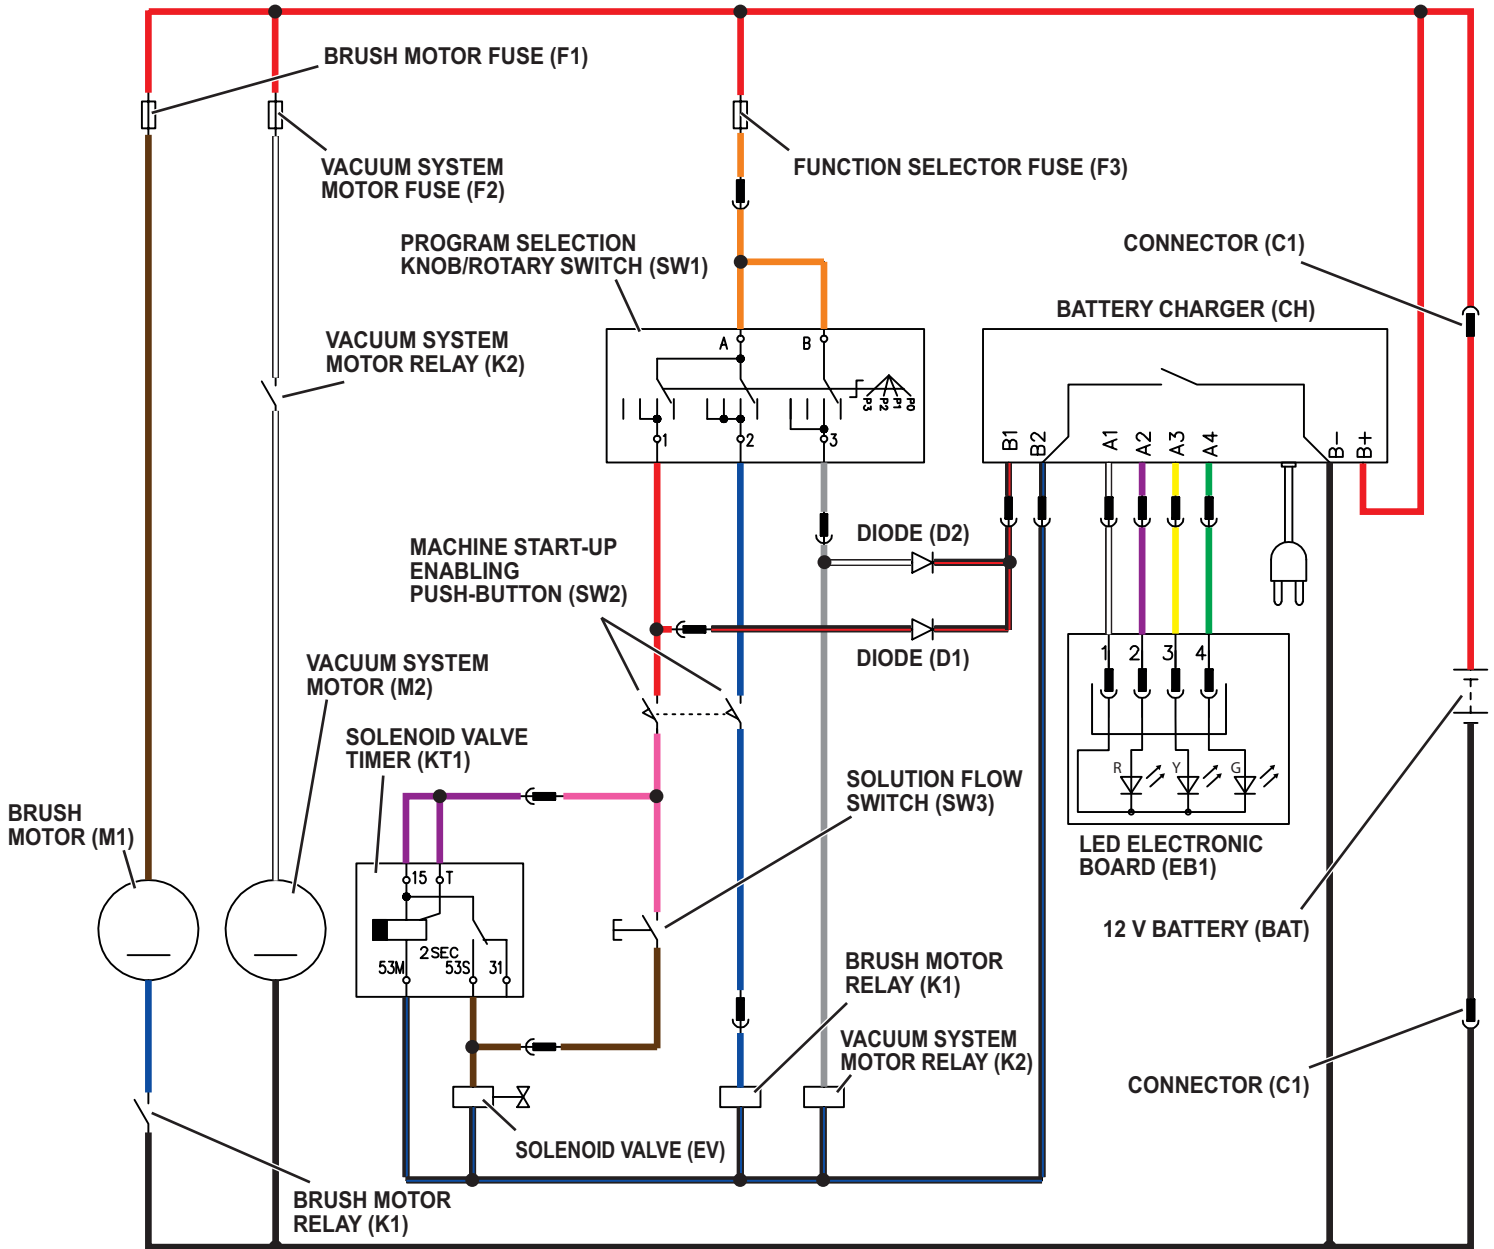 BRUSH MOTOR FUSE (F1)
VACUUM SYSTEM
MOTOR FUSE (F2)
FUNCTION SELECTOR FUSE (F3)
PROGRAM SELECTION
KNOB/ROTARY SWITCH (SW1)
CONNECTOR (C1)
BATTERY CHARGER (CH)
VACUUM SYSTEM
MOTOR RELAY (K2)
A
B
P3
P2
P1
P0
1
2
3
B1
B2
A1
A2
A3
A4
B-
B+
MACHINE START-UP
ENABLING
PUSH-BUTTON (SW2)
DIODE (D2)
DIODE (D1)
1
2
3
4
VACUUM SYSTEM
MOTOR (M2)
SOLENOID VALVE
TIMER (KT1)
SOLUTION FLOW
SWITCH (SW3)
R
Y
G
BRUSH
MOTOR (M1)
LED ELECTRONIC
BOARD (EB1)
15
T
2SEC
53M
53S
31
12 V BATTERY (BAT)
BRUSH MOTOR
RELAY (K1)
VACUUM SYSTEM
MOTOR RELAY (K2)
CONNECTOR (C1)
SOLENOID VALVE (EV)
BRUSH MOTOR
RELAY (K1)